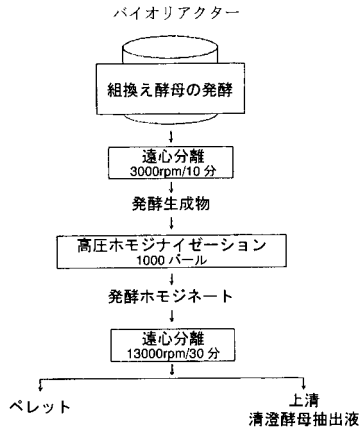 バイオリアクター
組換え酵母の発酵
遠心分離
3000rpm/10 分
発酵生成物
高圧ホモジナイゼーション
1000 バール
発酵ホモジネート
遠心分離
13000rpm/30 分
ペレット
上清
清澄酵母抽出液